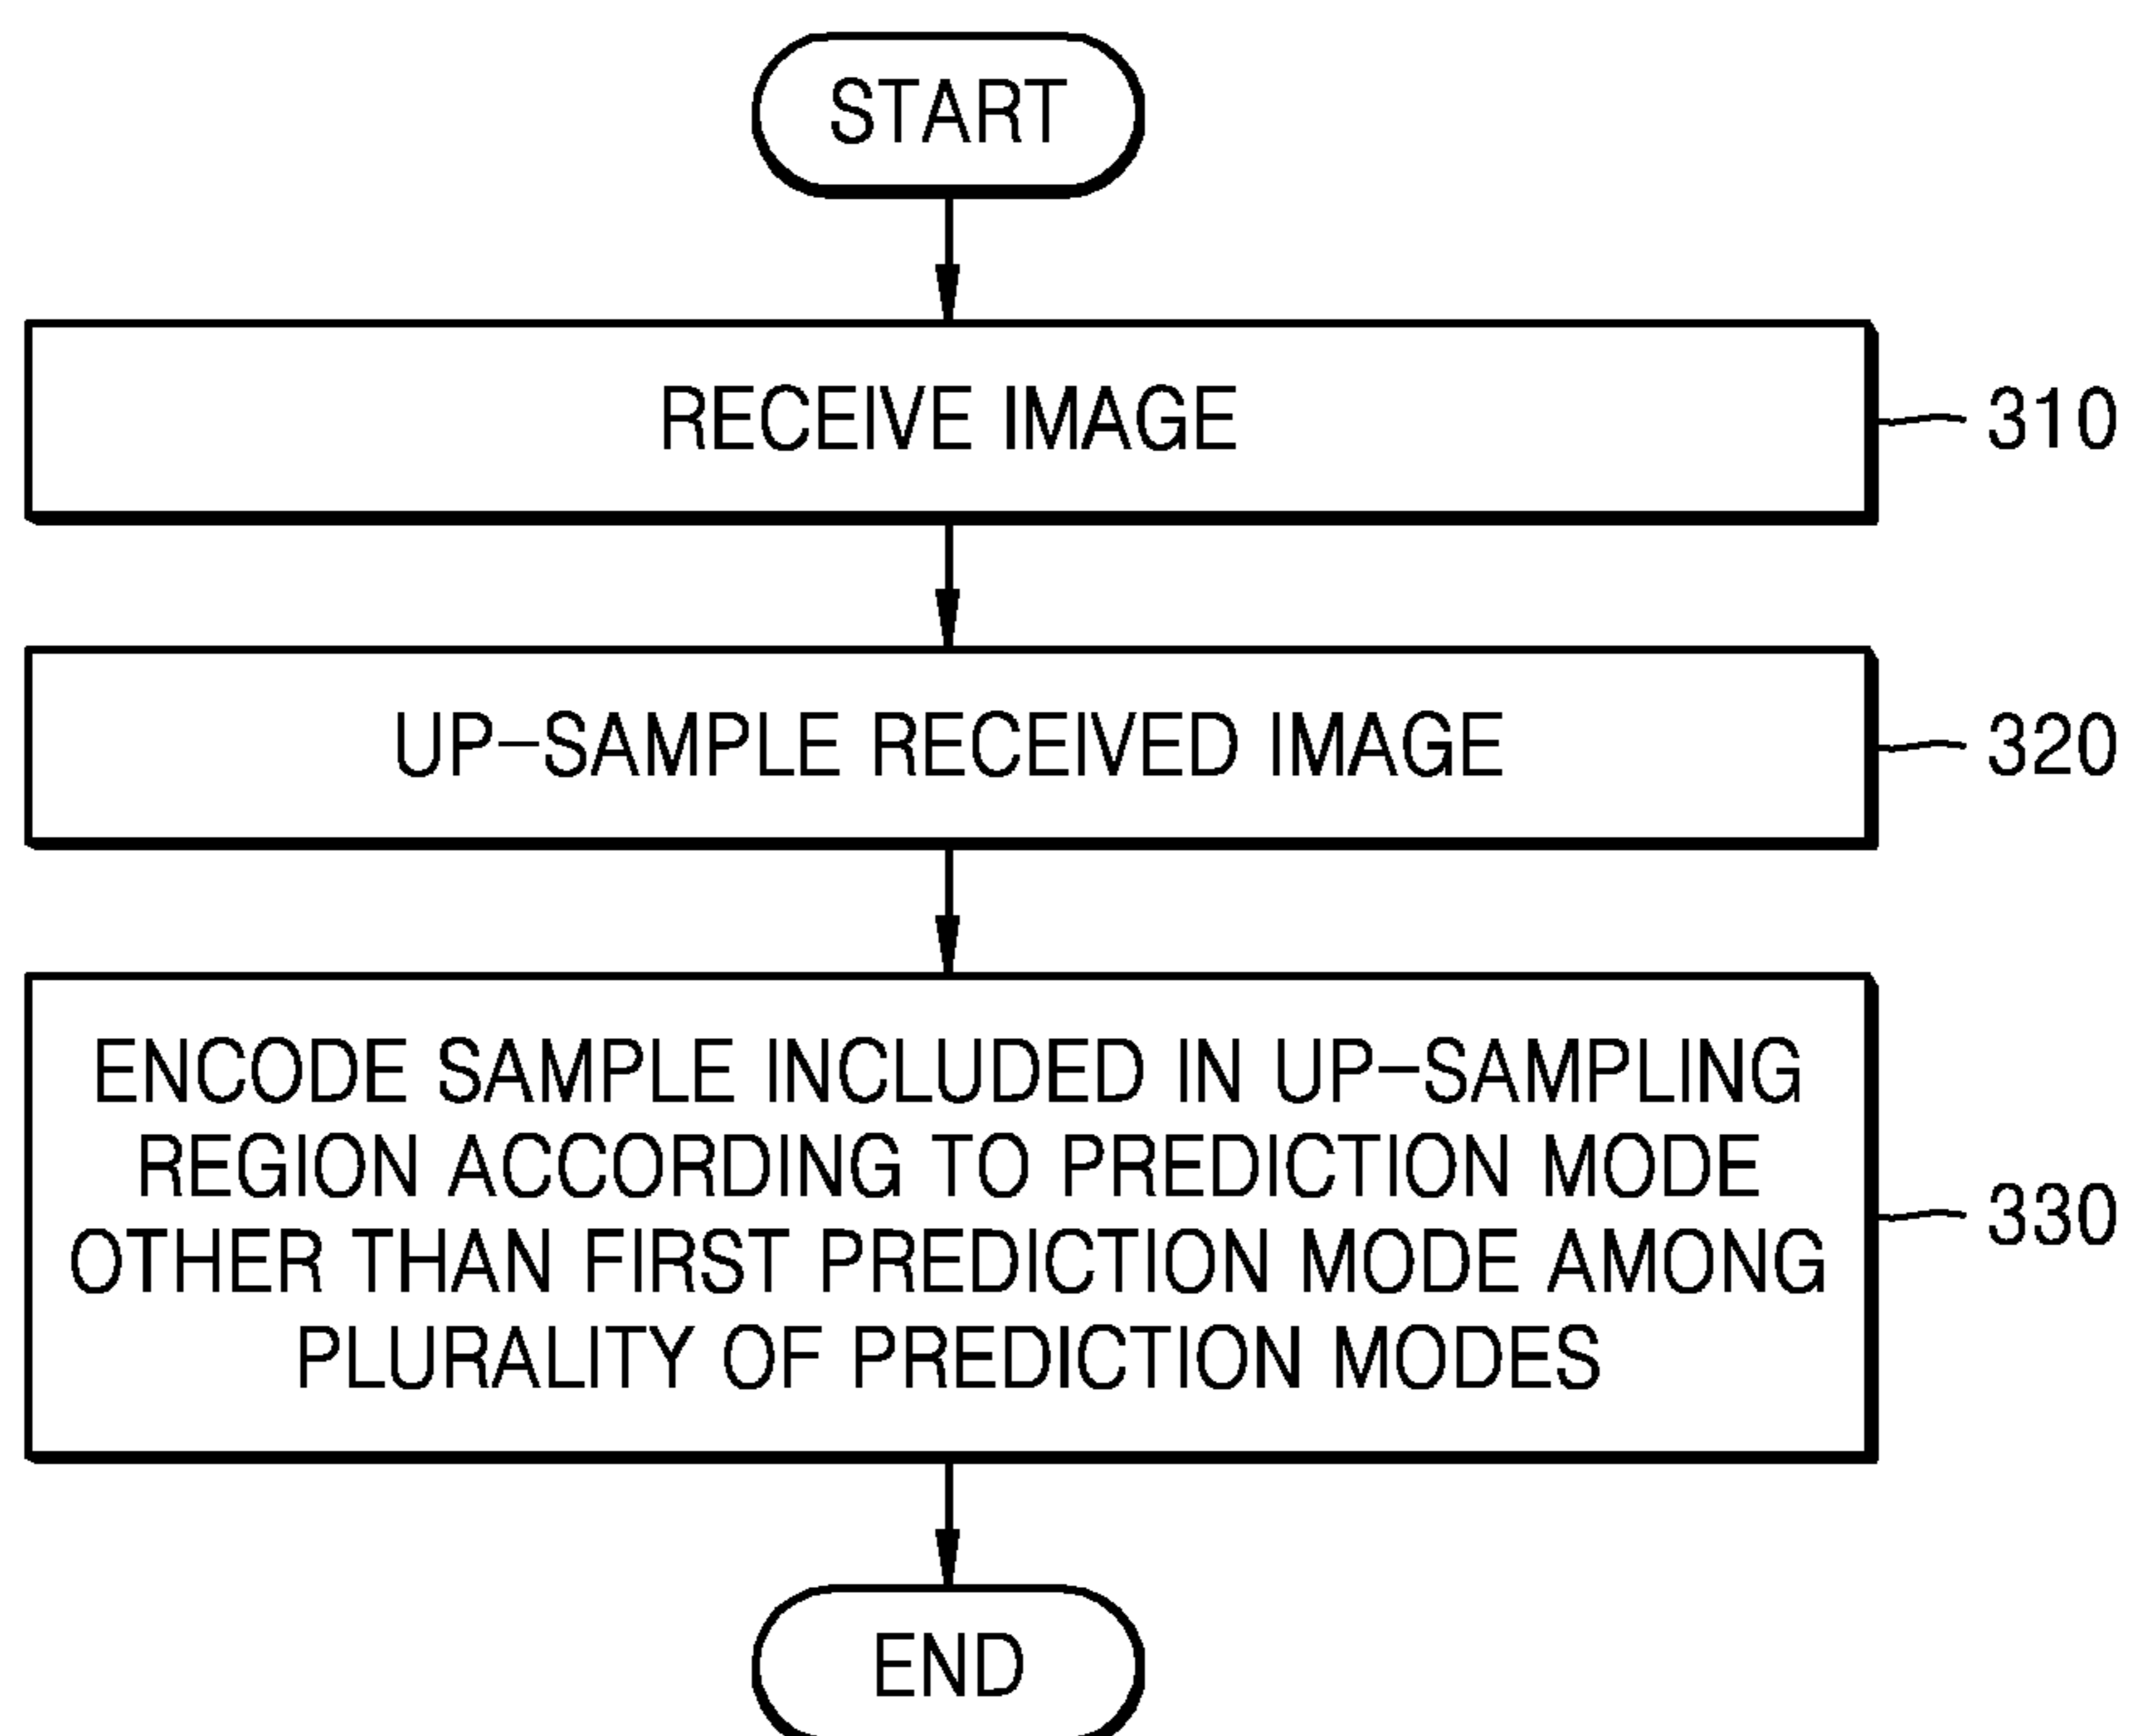 START
RECEIVE IMAGE
310
UP-SAMPLE RECEIVED IMAGE
320
ENCODE SAMPLE INCLUDED IN UP-SAMPLING
REGION ACCORDING TO PREDICTION MODE
OTHER THAN FIRST PREDICTION MODE AMONG
PLURALITY OF PREDICTION MODES
330
END